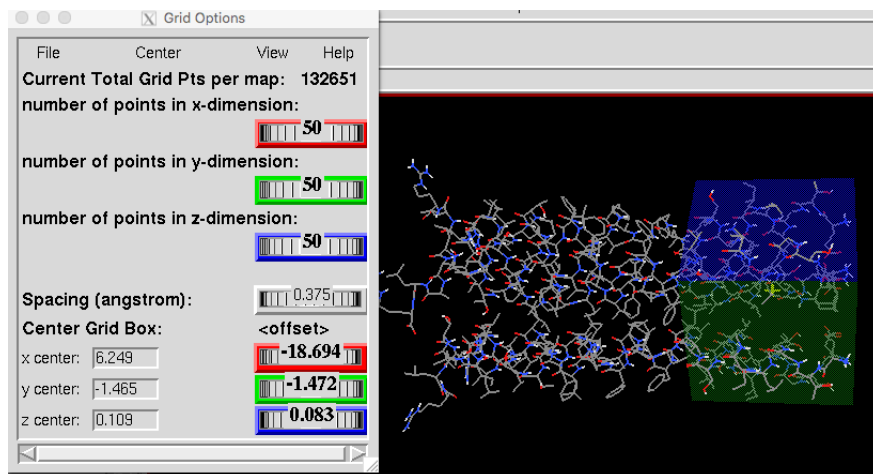 Grid Options
File Center View Help
Current Total Grid Pts per map: 132651
number of points in x-dimension:
50
number of points in y-dimension:
50
number of points in z-dimension:
50
Spacing (angstrom): 0.375
Center Grid Box: <offset>
x center: 6.249 -18.694
y center: -1.465 -1.472
z center: 0.109 0.083